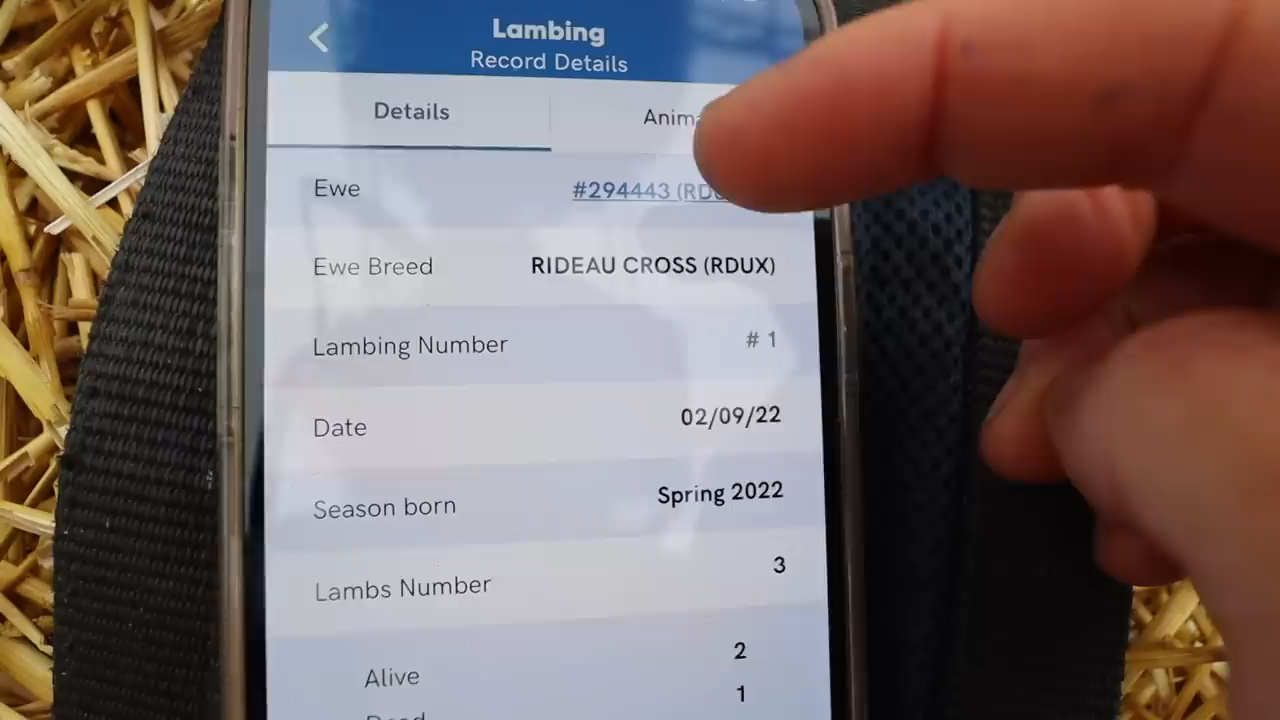 Lambing
Record Details
Details
Ewe #294443
Ewe Breed RIDEAU CROSS (RDUX)
Lambing Number # 1
Date 02/09/22
Season born Spring 2022
Lambs Number 3
Alive 2
1